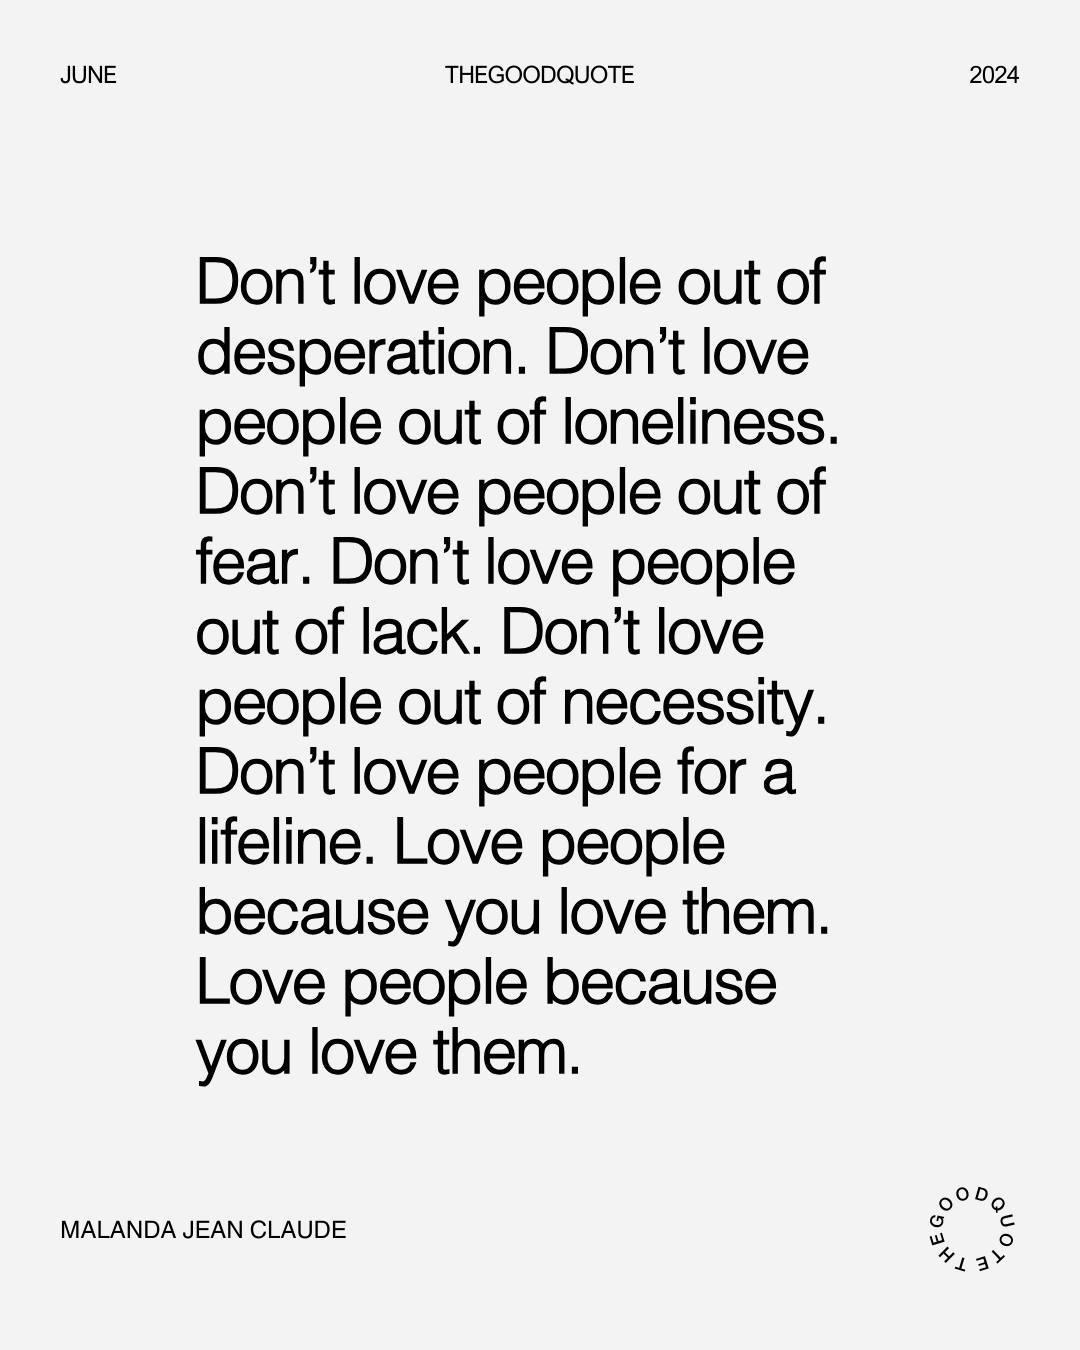 JUNE THEGOODQUOTE 2024
Don’t love people out of
desperation. Don’t love
people out of loneliness.
Don’t love people out of
fear. Don’t love people
out of lack. Don’t love
people out of necessity.
Don’t love people for a
lifeline. Love people
because you love them.
Love people because
you love them.
MALANDA JEAN CLAUDE
THEGOODQUOTE